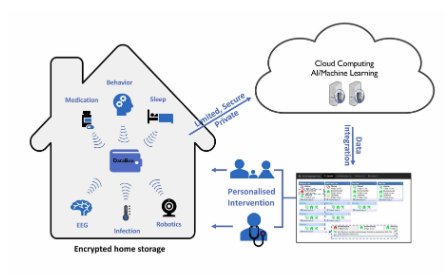 Behavior
Medication
Sleep
DataBox
EEG
Infection
Robotics
Encrypted home storage
Limited, Secure
Private
Cloud Computing
AI/Machine Learning
Data
Integration
Personalised
Intervention